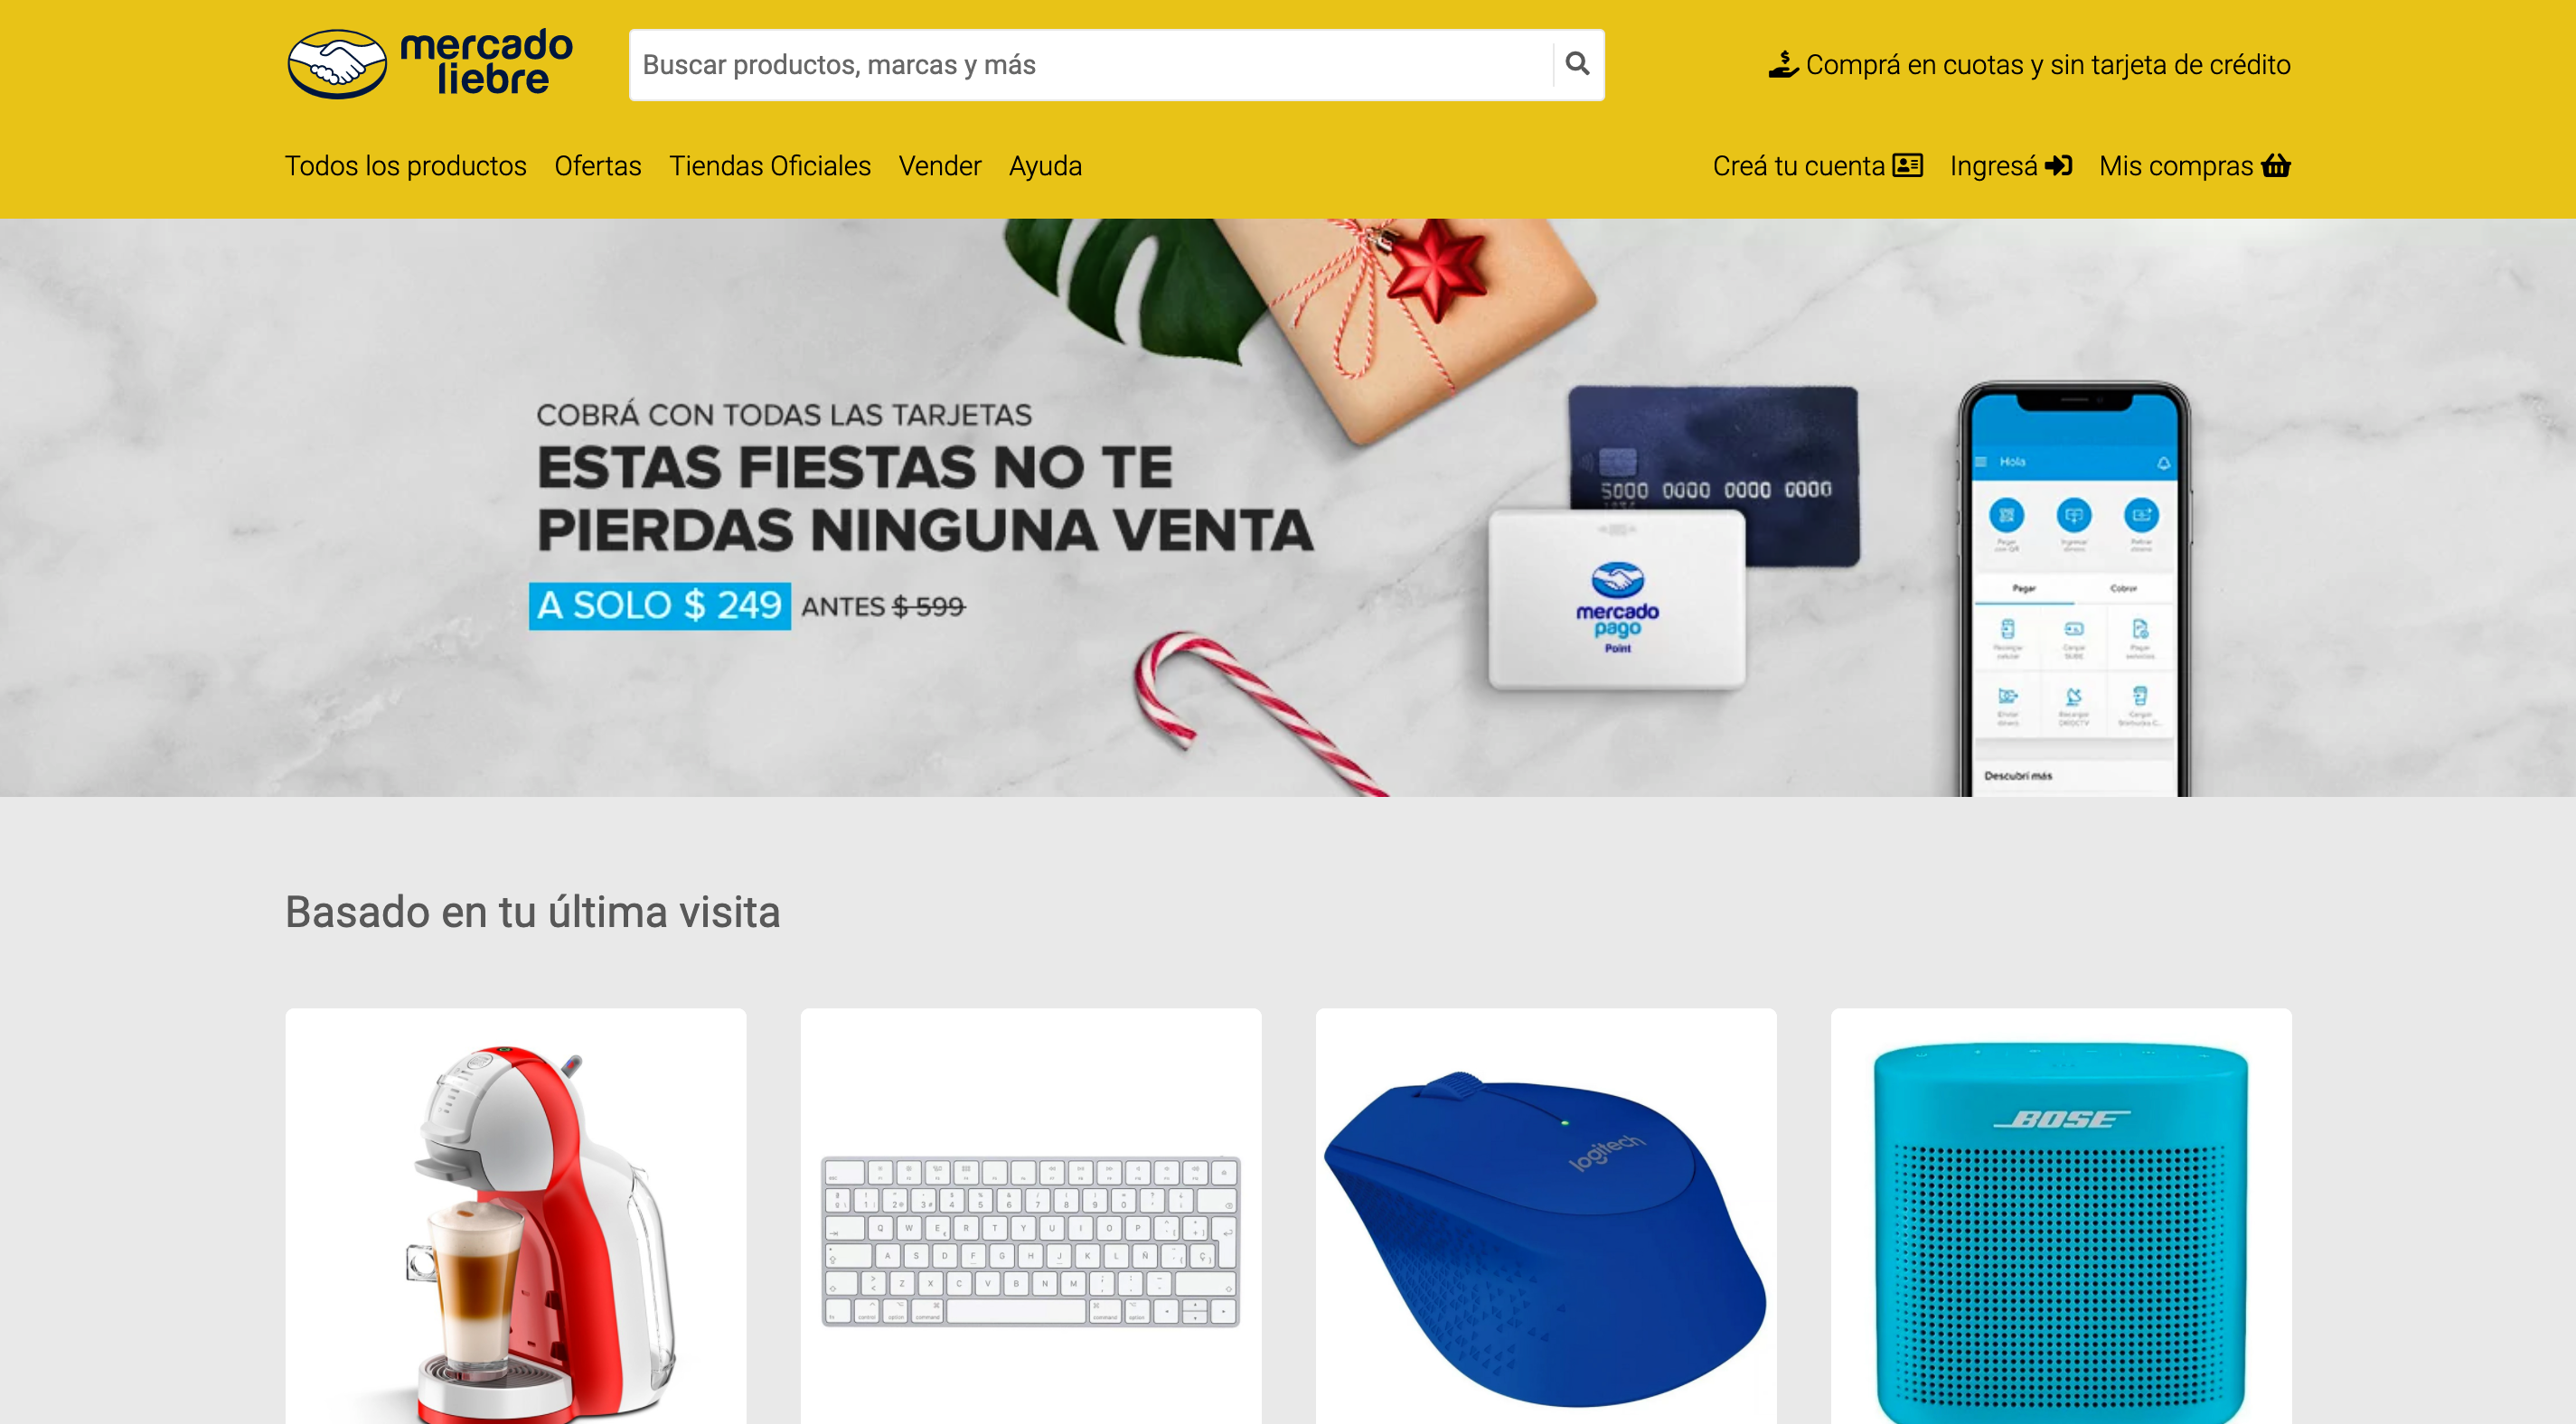 mercado
liebre
Buscar productos, marcas y más
Comprá en cuotas y sin tarjeta de crédito
Todos los productos Ofertas Tiendas Oficiales Vender Ayuda
Creá tu cuenta Ingresá Mis compras
COBRÁ CON TODAS LAS TARJETAS
ESTAS FIESTAS NO TE
PIERDAS NINGUNA VENTA
A SOLO $ 249 ANTES $ 599
5000 0000 0000 0000
mercado
pago
Point
Hola
Pagar Cobrar
Descubrí más
Basado en tu última visita
logitech
BOSE